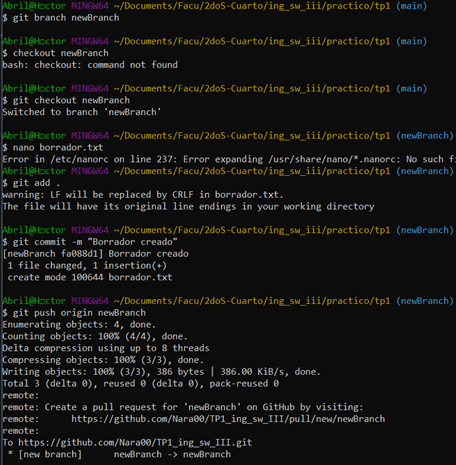 Abril@Hector MINGW64 ~/Documents/Facu/2doS-Cuarto/ing_sw_iii/practico/tp1 (main)
$ git branch newBranch
Abril@Hector MINGW64 ~/Documents/Facu/2doS-Cuarto/ing_sw_iii/practico/tp1 (main)
$ checkout newBranch
bash: checkout: command not found
Abril@Hector MINGW64 ~/Documents/Facu/2doS-Cuarto/ing_sw_iii/practico/tp1 (main)
$ git checkout newBranch
Switched to branch 'newBranch'
Abril@Hector MINGW64 ~/Documents/Facu/2doS-Cuarto/ing_sw_iii/practico/tp1 (newBranch)
$ nano borrador.txt
Error in /etc/nanorc on line 237: Error expanding /usr/share/nano/*.nanorc: No such fi
Abril@Hector MINGW64 ~/Documents/Facu/2doS-Cuarto/ing_sw_iii/practico/tp1 (newBranch)
$ git add .
warning: LF will be replaced by CRLF in borrador.txt.
The file will have its original line endings in your working directory
Abril@Hector MINGW64 ~/Documents/Facu/2doS-Cuarto/ing_sw_iii/practico/tp1 (newBranch)
$ git commit -m "Borrador creado"
[newBranch fa088d1] Borrador creado
1 file changed, 1 insertion(+)
create mode 100644 borrador.txt
Abril@Hector MINGW64 ~/Documents/Facu/2doS-Cuarto/ing_sw_iii/practico/tp1 (newBranch)
$ git push origin newBranch
Enumerating objects: 4, done.
Counting objects: 100% (4/4), done.
Delta compression using up to 8 threads
Compressing objects: 100% (3/3), done.
Writing objects: 100% (3/3), 386 bytes | 386.00 KiB/s, done.
Total 3 (delta 0), reused 0 (delta 0), pack-reused 0
remote:
remote: Create a pull request for 'newBranch' on GitHub by visiting:
remote: https://github.com/Nara00/TP1_ing_sw_III/pull/new/newBranch
remote:
To https://github.com/Nara00/TP1_ing_sw_III.git
* [new branch] newBranch -> newBranch